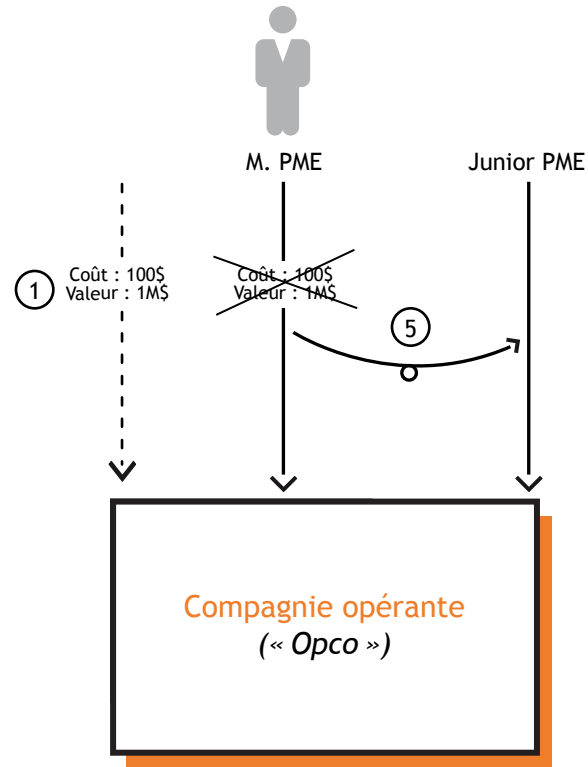 M. PME
Junior PME
1
Coût : 100$
Valeur : 1M$
Coût : 100$
Valeur : 1M$
5
Compagnie opérante
(« Opco »)